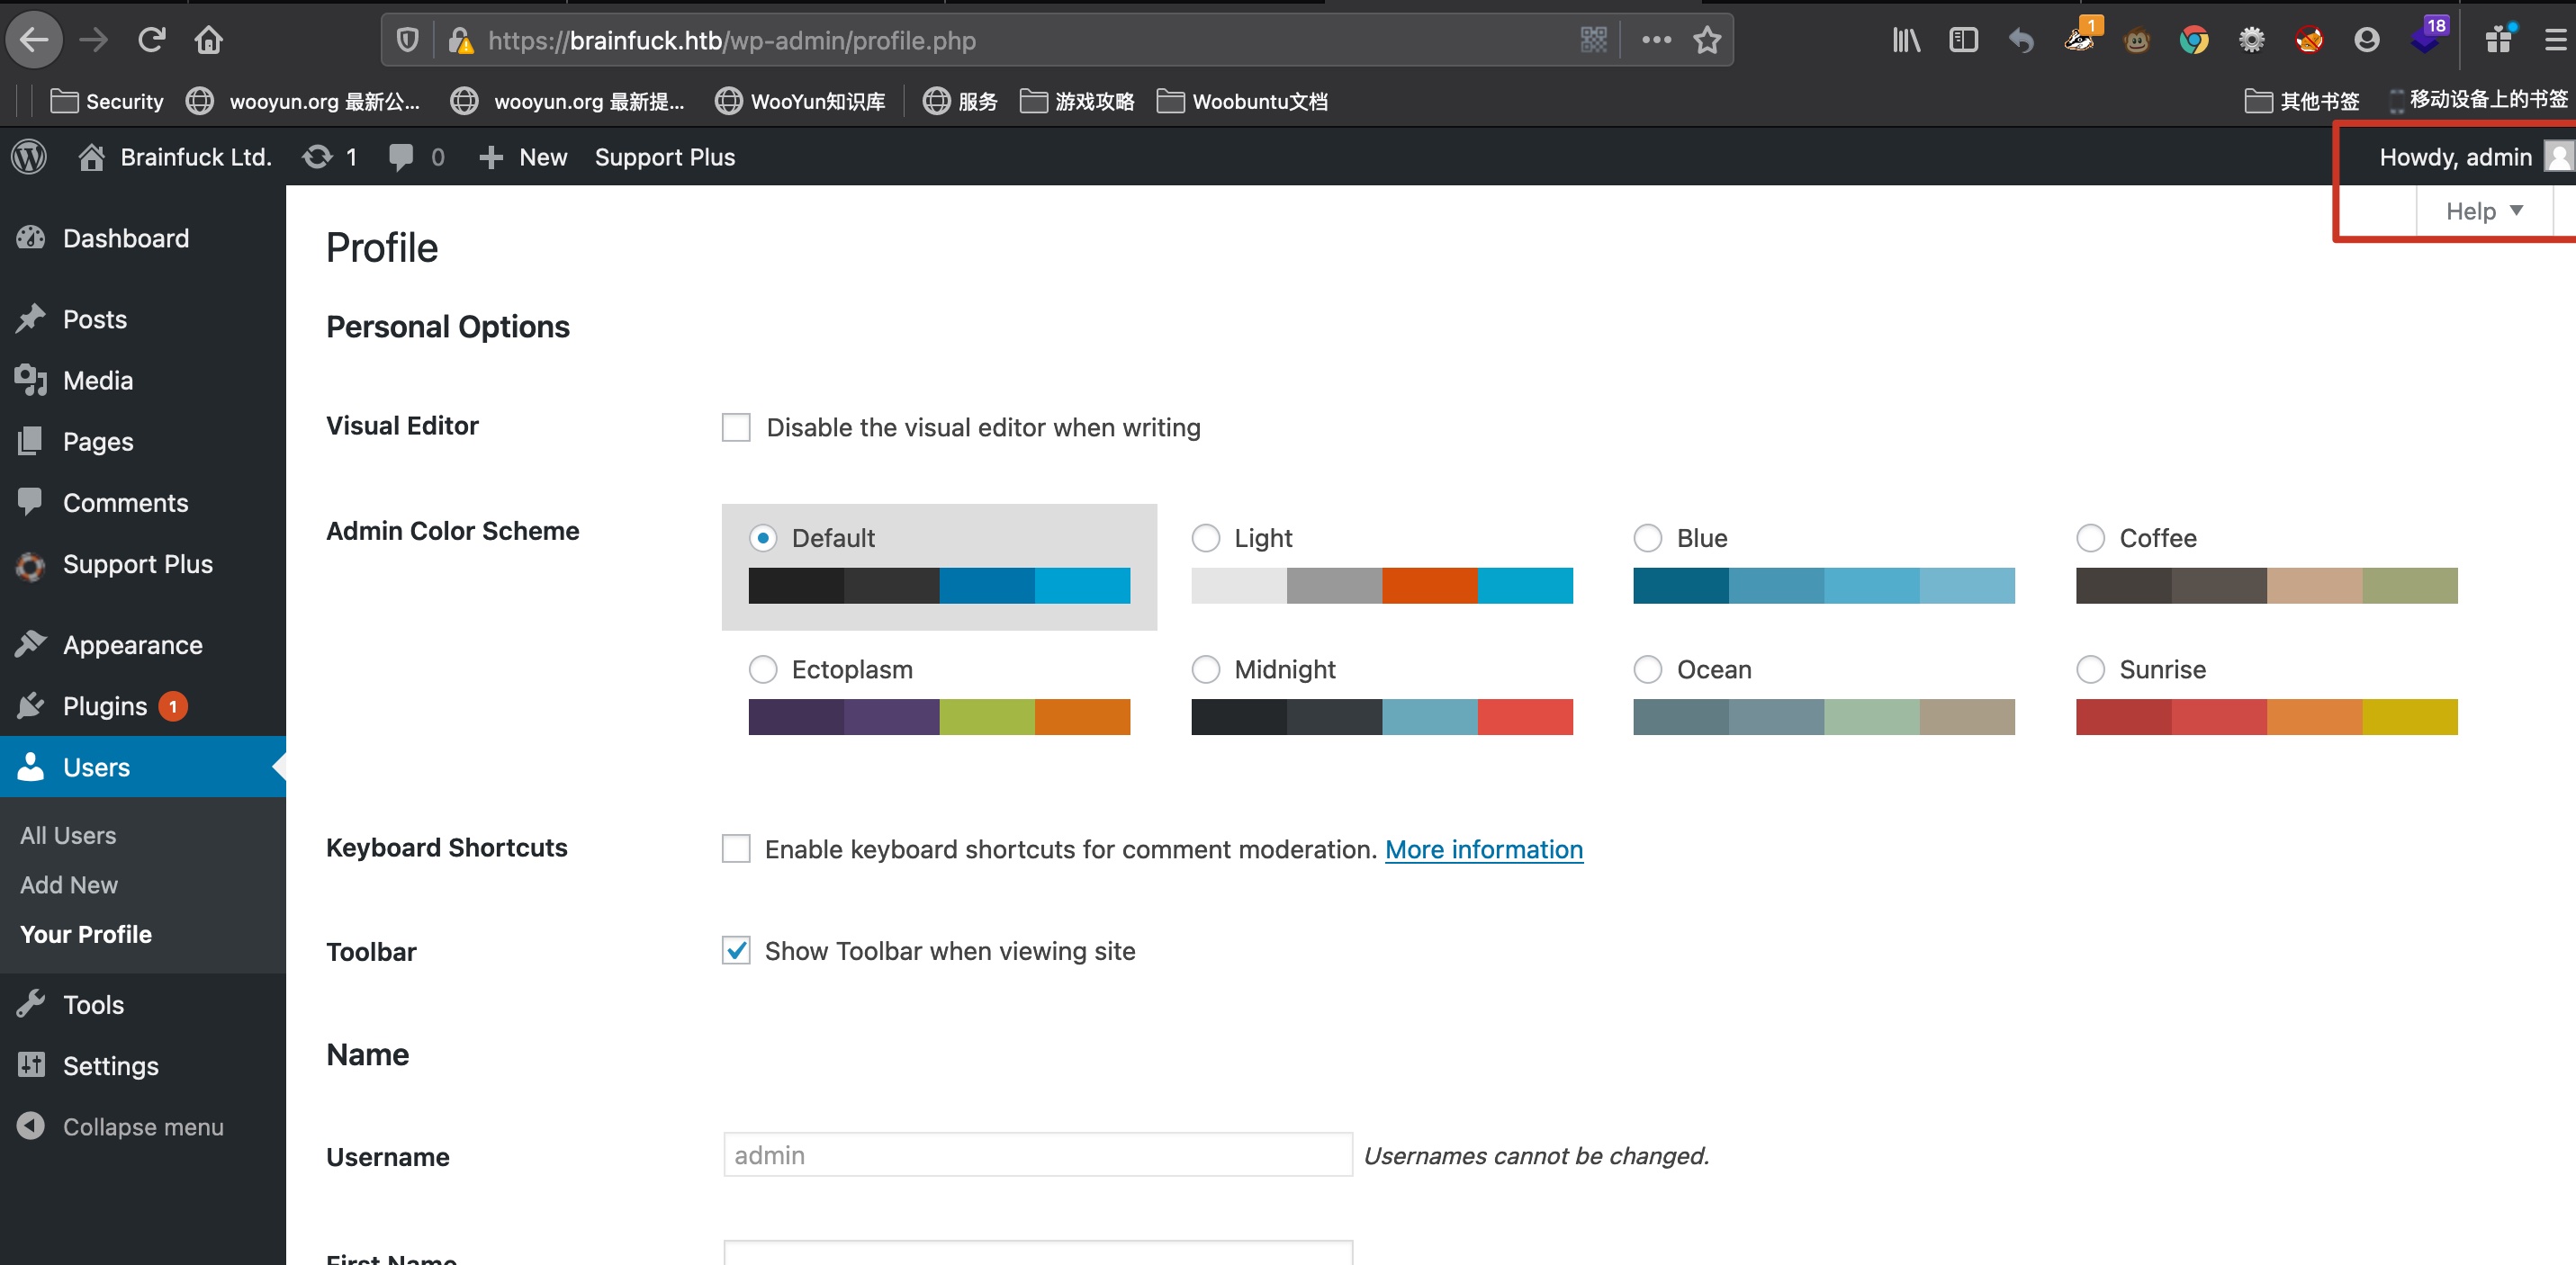 https://brainfuck.htb/wp-admin/profile.php
1
18
Security
wooyun.org 最新公...
wooyun.org 最新提...
WooYun知识库
服务
游戏攻略
Woobuntu文档
其他书签
移动设备上的书签
Brainfuck Ltd.
1
0
New
Support Plus
Howdy, admin
Help
Dashboard
Posts
Media
Pages
Comments
Support Plus
Appearance
Plugins 1
Users
All Users
Add New
Your Profile
Tools
Settings
Collapse menu
Profile
Personal Options
Visual Editor
Disable the visual editor when writing
Admin Color Scheme
Default
Light
Blue
Coffee
Ectoplasm
Midnight
Ocean
Sunrise
Keyboard Shortcuts
Enable keyboard shortcuts for comment moderation. More information
Toolbar
Show Toolbar when viewing site
Name
Username
admin
Usernames cannot be changed.
First Name